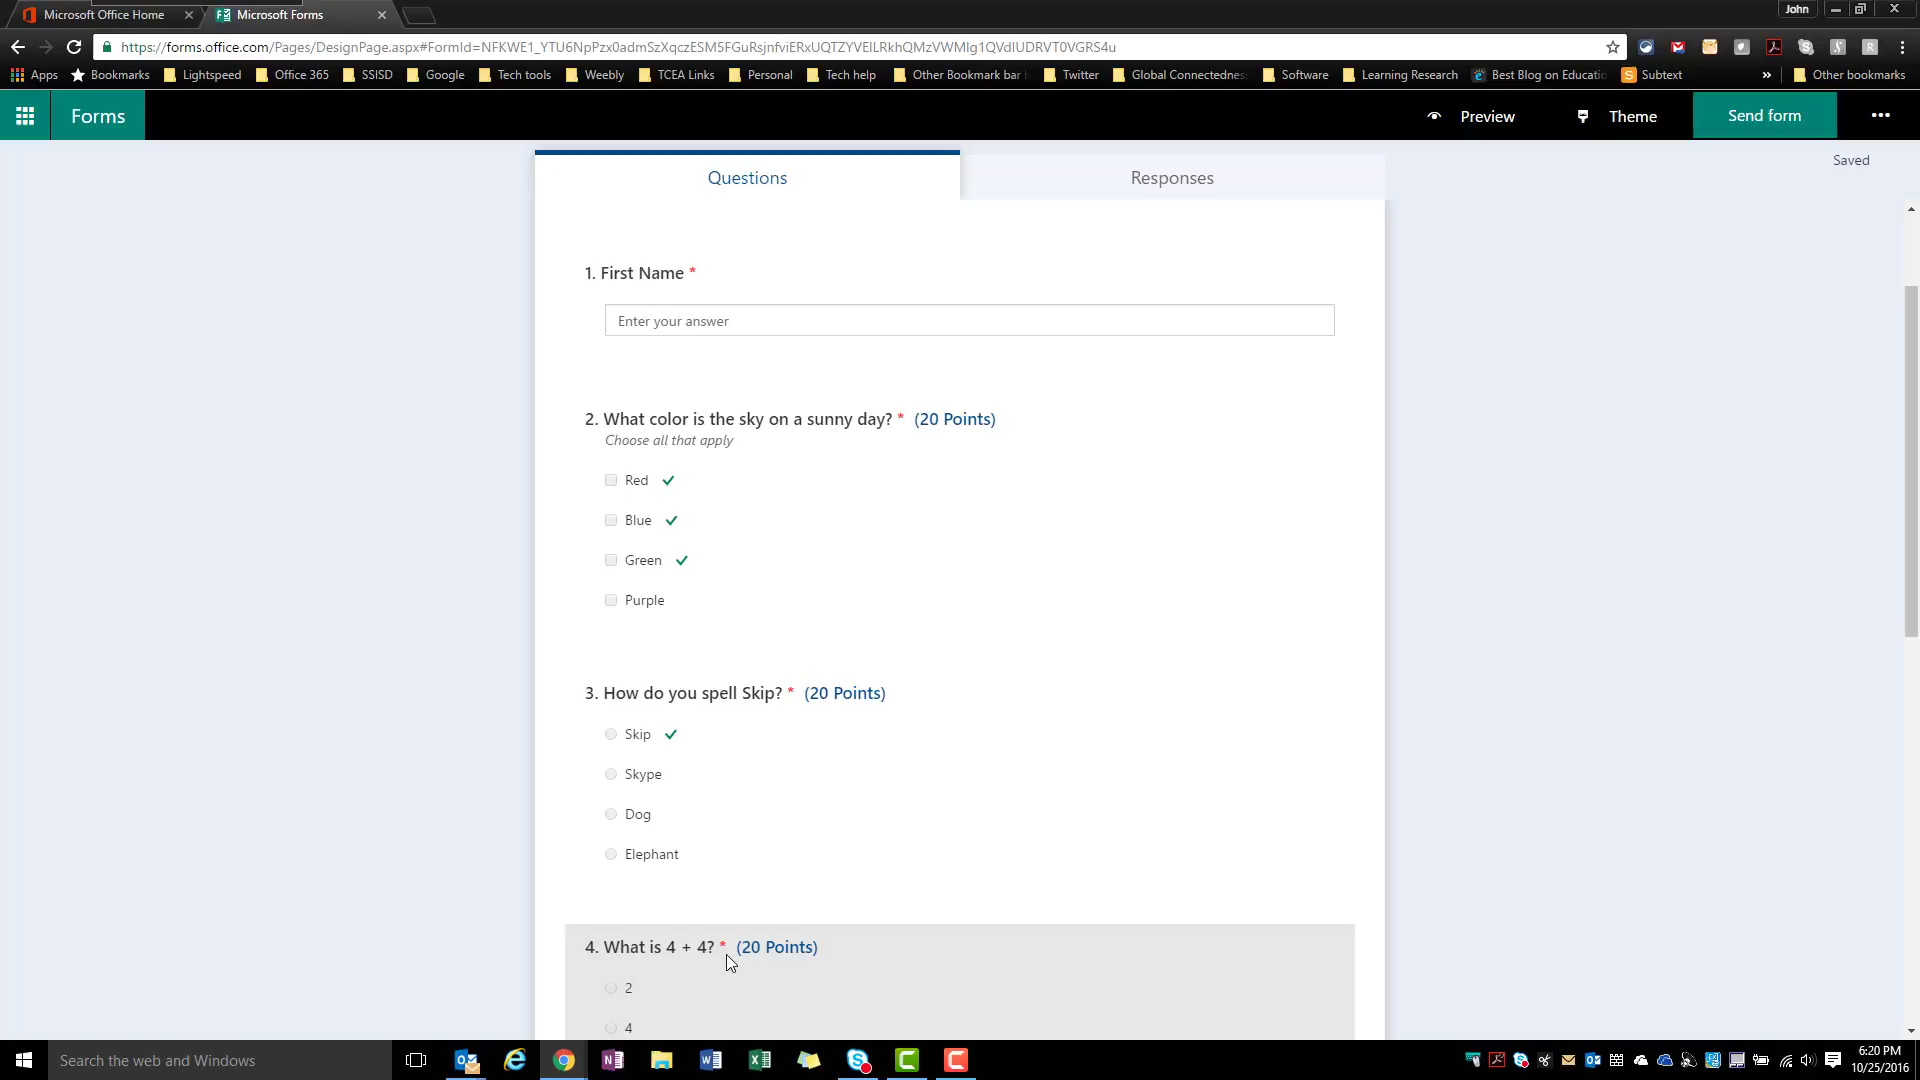 Microsoft Office Home
Microsoft Forms
John
https://forms.office.com/Pages/DesignPage.aspx#FormId=NFKWE1_YTU6NpPzx0admSzXqczESM5FGuRsjnfviERxUQTZYVElLRkhQMzVWMlg1QVdIUDRVT0VGRS4u
Apps Bookmarks Lightspeed Office 365 SSISD Google Tech tools Weebly TCEA Links Personal Tech help Other Bookmark bar Twitter Global Connectednes Software Learning Research Best Blog on Educatio Subtext » Other bookmarks
Forms
Preview Theme Send form
Saved
Questions Responses
1. First Name *
Enter your answer
2. What color is the sky on a sunny day? * (20 Points)
Choose all that apply
Red
Blue
Green
Purple
3. How do you spell Skip? * (20 Points)
Skip
Skype
Dog
Elephant
4. What is 4 + 4? * (20 Points)
2
4
Search the web and Windows
6:20 PM
10/25/2016